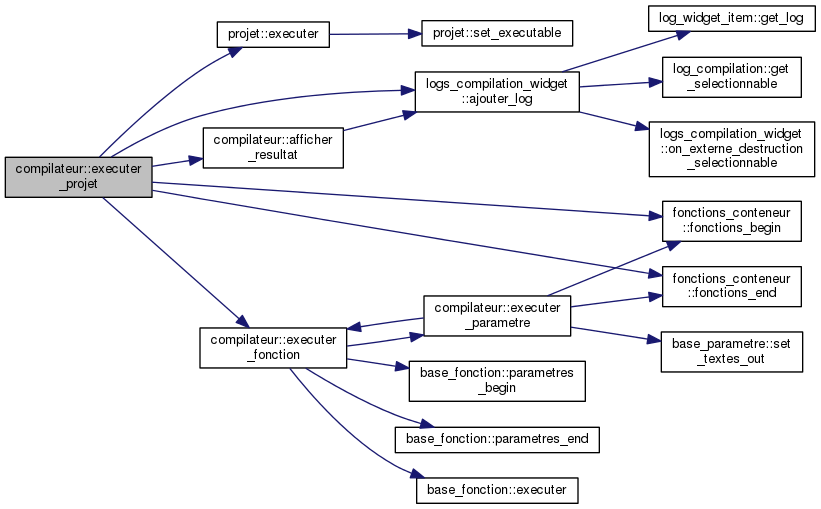 compilateur::executer
_projet
projet::executer
projet::set_executable
logs_compilation_widget
::ajouter_log
compilateur::afficher
_resultat
log_widget_item::get_log
log_compilation::get
_selectionnable
logs_compilation_widget
::on_externe_destruction
_selectionnable
fonctions_conteneur
::fonctions_begin
fonctions_conteneur
::fonctions_end
compilateur::executer
_parametre
compilateur::executer
_fonction
base_parametre::set
_textes_out
base_fonction::parametres
_begin
base_fonction::parametres_end
base_fonction::executer